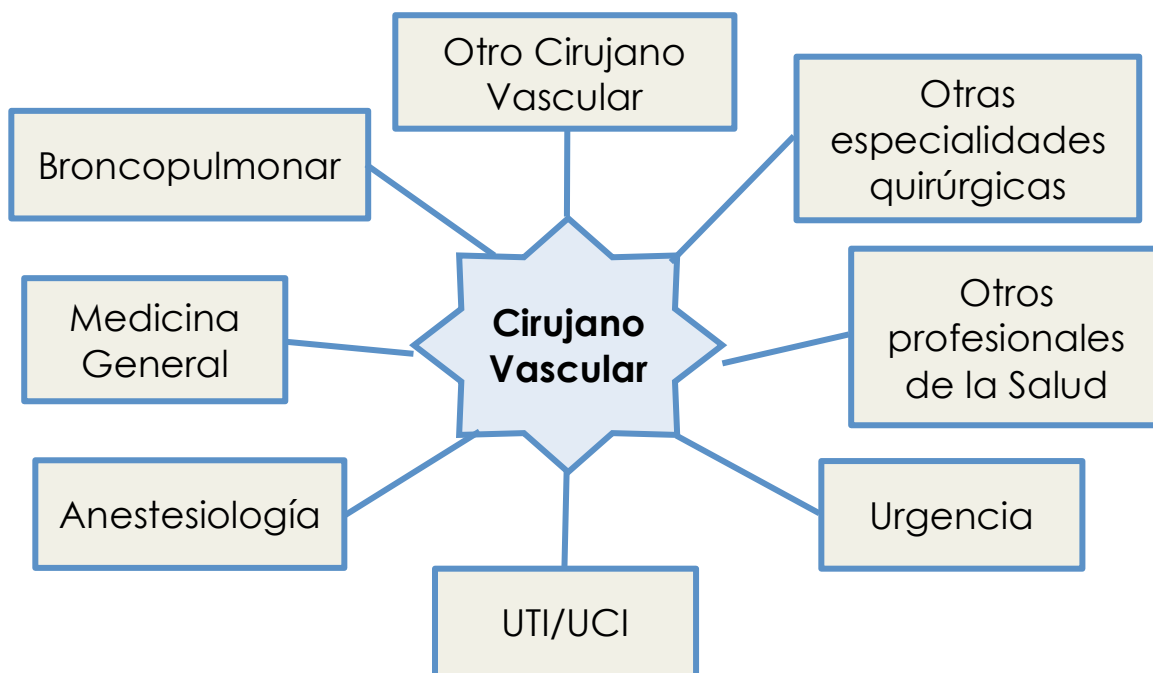 Otro Cirujano
Vascular
Otras
especialidades
quirúrgicas
Broncopulmonar
Otros
profesionales
de la Salud
Medicina
General
Cirujano
Vascular
Anestesiología
Urgencia
UTI/UCI